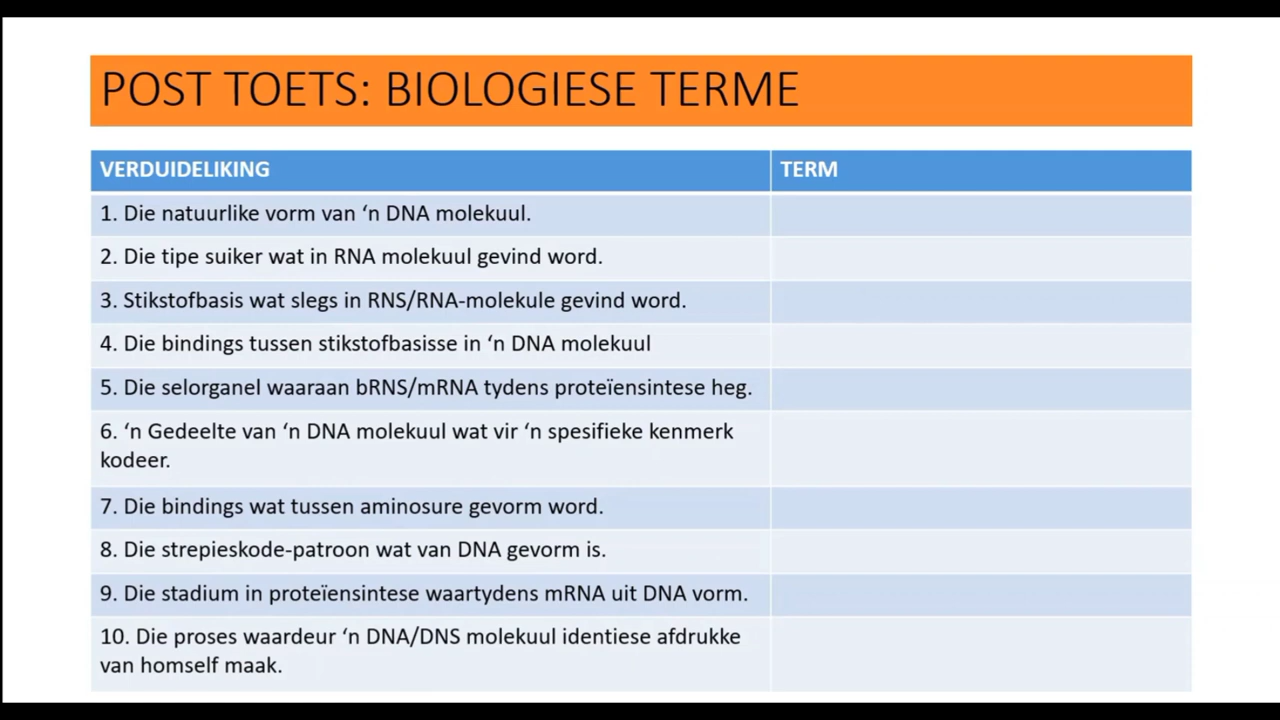 POST TOETS: BIOLOGIESE TERME
VERDUIDELIKING
TERM
1. Die natuurlike vorm van ‘n DNA molekuul.
2. Die tipe suiker wat in RNA molekuul gevind word.
3. Stikstofbasis wat slegs in RNS/RNA-molekule gevind word.
4. Die bindings tussen stikstofbasisse in ‘n DNA molekuul
5. Die selorganel waaraan bRNS/mRNA tydens proteïensintese heg.
6. ‘n Gedeelte van ‘n DNA molekuul wat vir ‘n spesifieke kenmerk
kodeer.
7. Die bindings wat tussen aminosure gevorm word.
8. Die strepieskode-patroon wat van DNA gevorm is.
9. Die stadium in proteïensintese waartydens mRNA uit DNA vorm.
10. Die proses waardeur ‘n DNA/DNS molekuul identiese afdrukke
van homself maak.